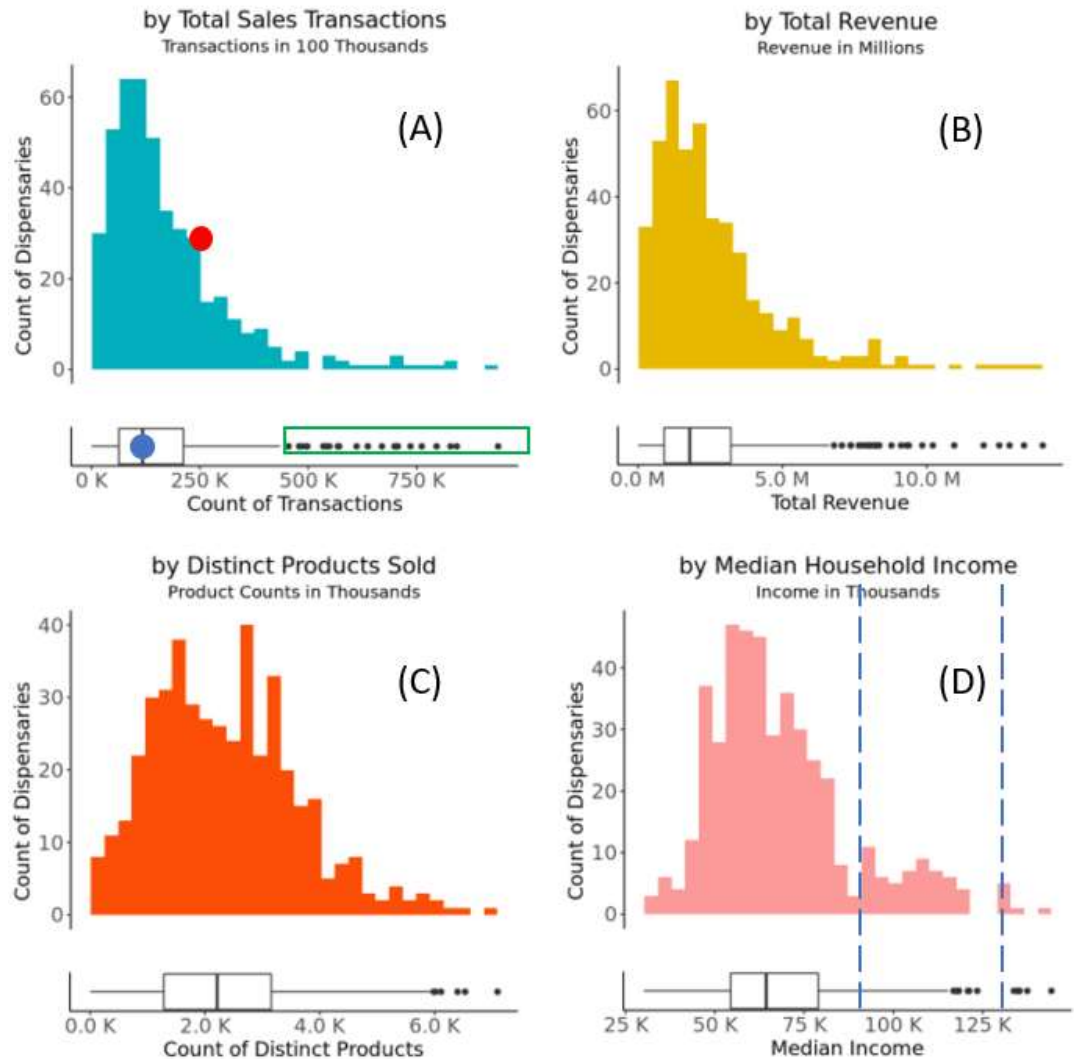 by Total Sales Transactions
Transactions in 100 Thousands
(A)
Count of Dispensaries
60
40
20
0
0 K 250 K 500 K 750 K
Count of Transactions
by Total Revenue
Revenue in Millions
(B)
Count of Dispensaries
60
40
20
0
0.0 M 5.0 M 10.0 M
Total Revenue
by Distinct Products Sold
Product Counts in Thousands
(C)
Count of Dispensaries
40
30
20
10
0
0.0 K 2.0 K 4.0 K 6.0 K
Count of Distinct Products
by Median Household Income
Income in Thousands
(D)
Count of Dispensaries
40
30
20
10
0
25 K 50 K 75 K 100 K 125 K
Median Income